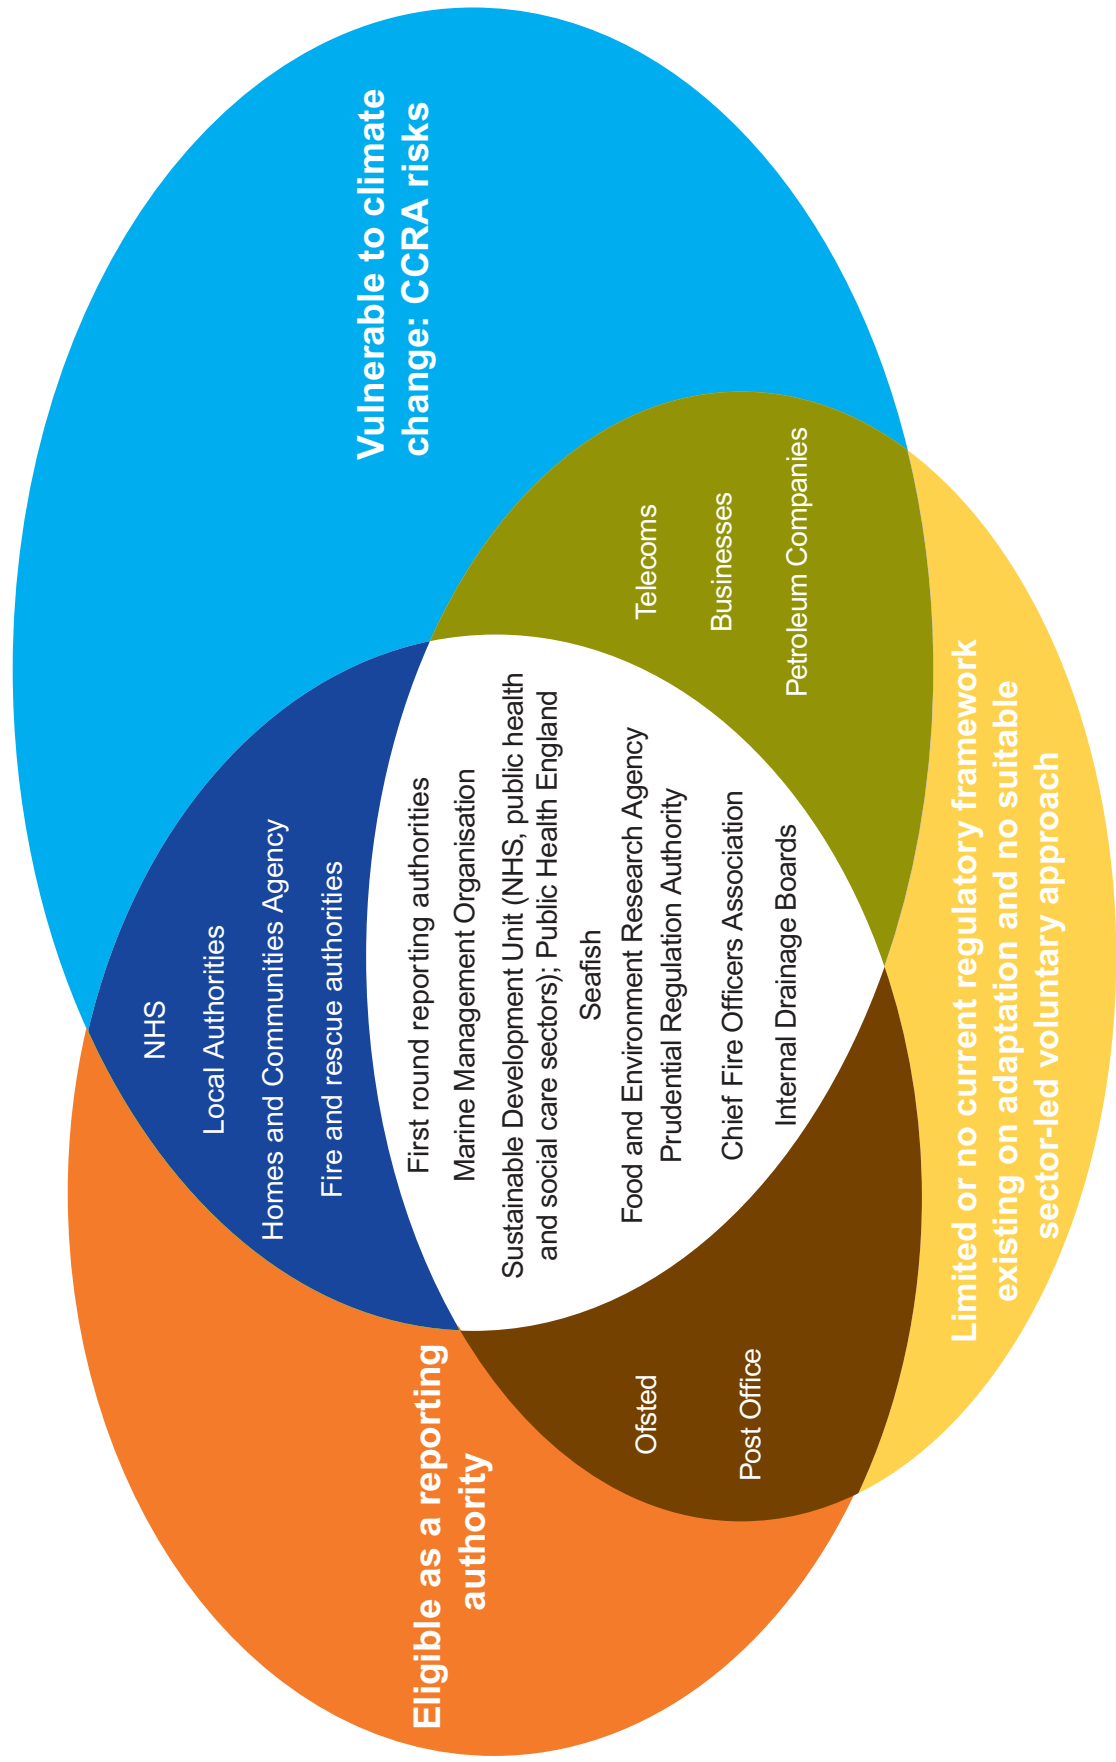 Eligible as a reporting
authority
Vulnerable to climate
change: CCRA risks
NHS
Local Authorities
Homes and Communities Agency
Fire and rescue authorities
First round reporting authorities
Marine Management Organisation
Sustainable Development Unit (NHS, public health
and social care sectors); Public Health England
Seafish
Food and Environment Research Agency
Prudential Regulation Authority
Chief Fire Officers Association
Internal Drainage Boards
Ofsted
Post Office
Telecoms
Businesses
Petroleum Companies
Limited or no current regulatory framework
existing on adaptation and no suitable
sector-led voluntary approach